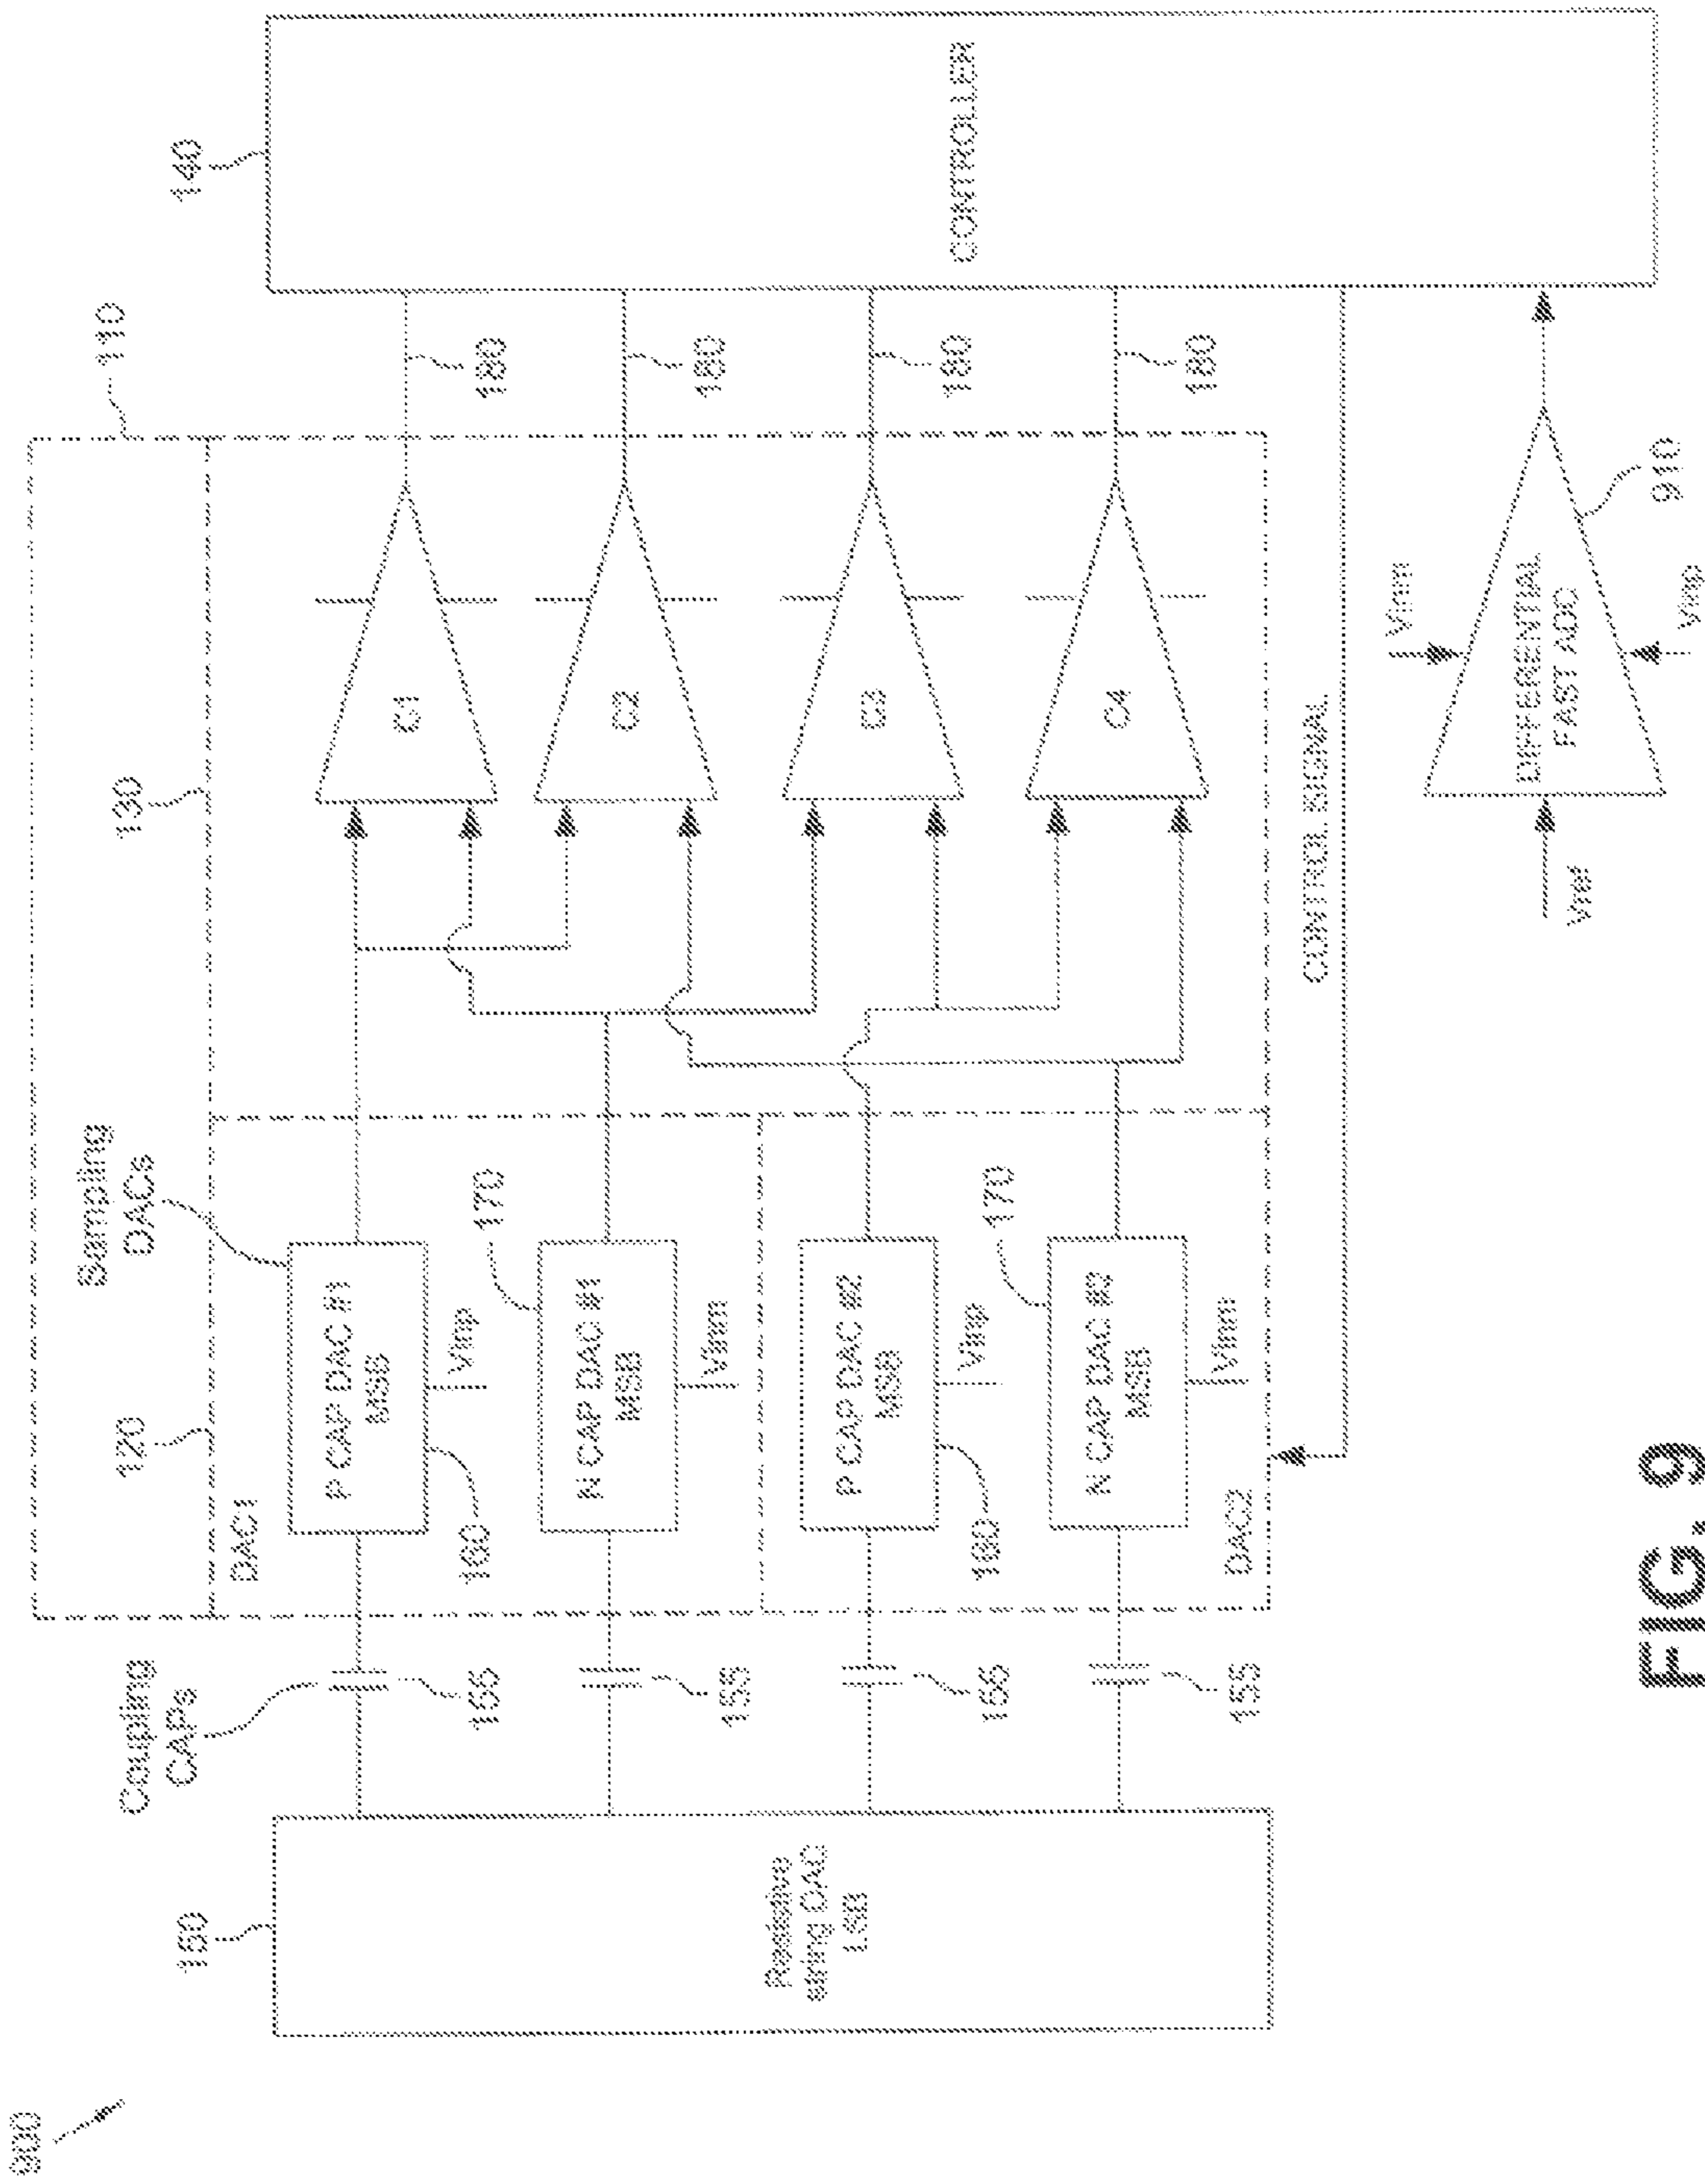 900
150
Resistive
string DAC
LSB
Coupling
CAPs
155
155
155
155
120
Sampling
DACs
DAC1
P CAP DAC #1
MSB
Vinp
160
170
N CAP DAC #1
MSB
Vinm
P CAP DAC #2
MSB
Vinp
160
170
N CAP DAC #2
MSB
Vinm
DAC2
130
110
C1
C2
C3
C4
180
180
180
180
140
CONTROLLER
CONTROL SIGNAL
Vref
DIFFERENTIAL
FAST ADC
Vinm
Vinp
910
FIG. 9